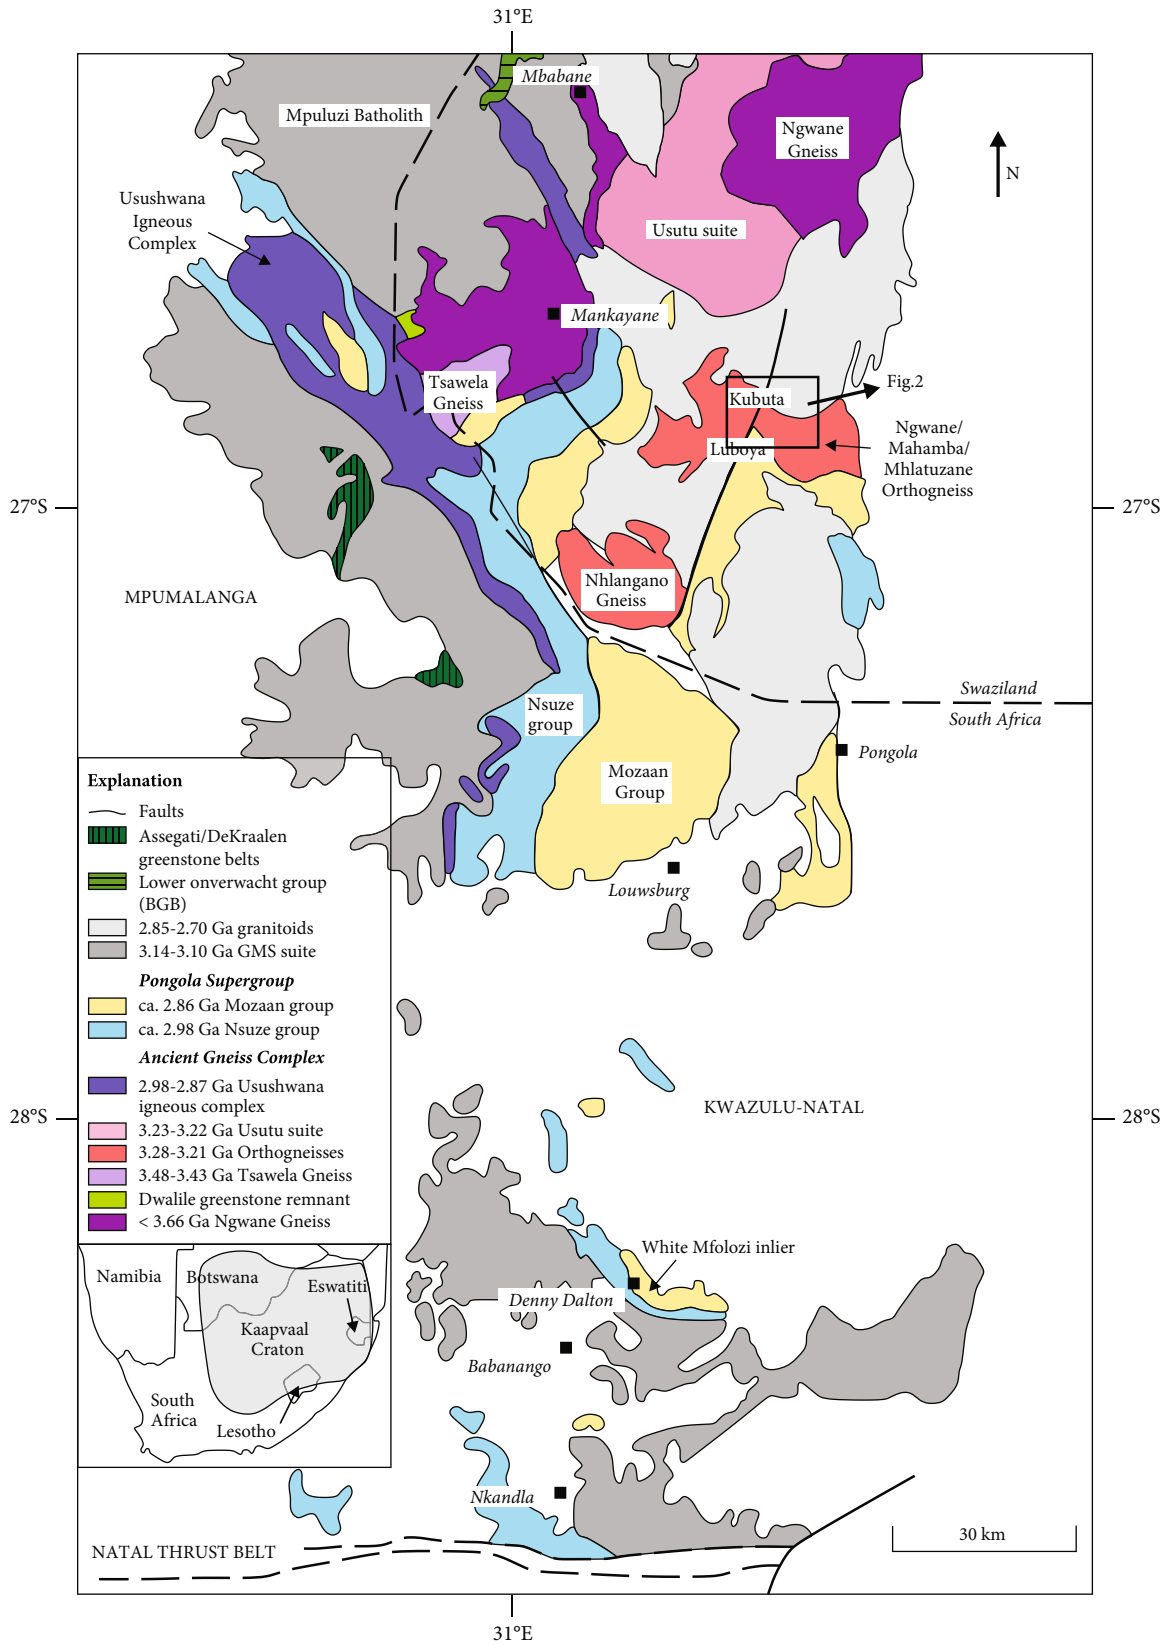 31°E
Mbabane
Mpuluzi Batholith
Ngwane
Gneiss
N
Usushwana
Igneous
Complex
Usutu suite
Mankayane
Tsawela
Gneiss
Kubuta
Fig.2
Luboya
Ngwane/
Mahamba/
Mhlatuzane
Orthogneiss
27°S
27°S
MPUMALANGA
Nhlangano
Gneiss
Swaziland
South Africa
Nsuze
group
Pongola
Mozaan
Group
Louwsburg
Explanation
Faults
Assegati/DeKraalen
greenstone belts
Lower onverwacht group
(BGB)
2.85-2.70 Ga granitoids
3.14-3.10 Ga GMS suite
Pongola Supergroup
ca. 2.86 Ga Mozaan group
ca. 2.98 Ga Nsuze group
Ancient Gneiss Complex
2.98-2.87 Ga Usushwana
igneous complex
3.23-3.22 Ga Usutu suite
3.28-3.21 Ga Orthogneisses
3.48-3.43 Ga Tsawela Gneiss
Dwalile greenstone remnant
< 3.66 Ga Ngwane Gneiss
28°S
28°S
KWAZULU-NATAL
White Mfolozi inlier
Denny Dalton
Babanango
Nkandla
Namibia
Botswana
Eswatiti
Kaapvaal
Craton
South
Africa
Lesotho
NATAL THRUST BELT
30 km
31°E